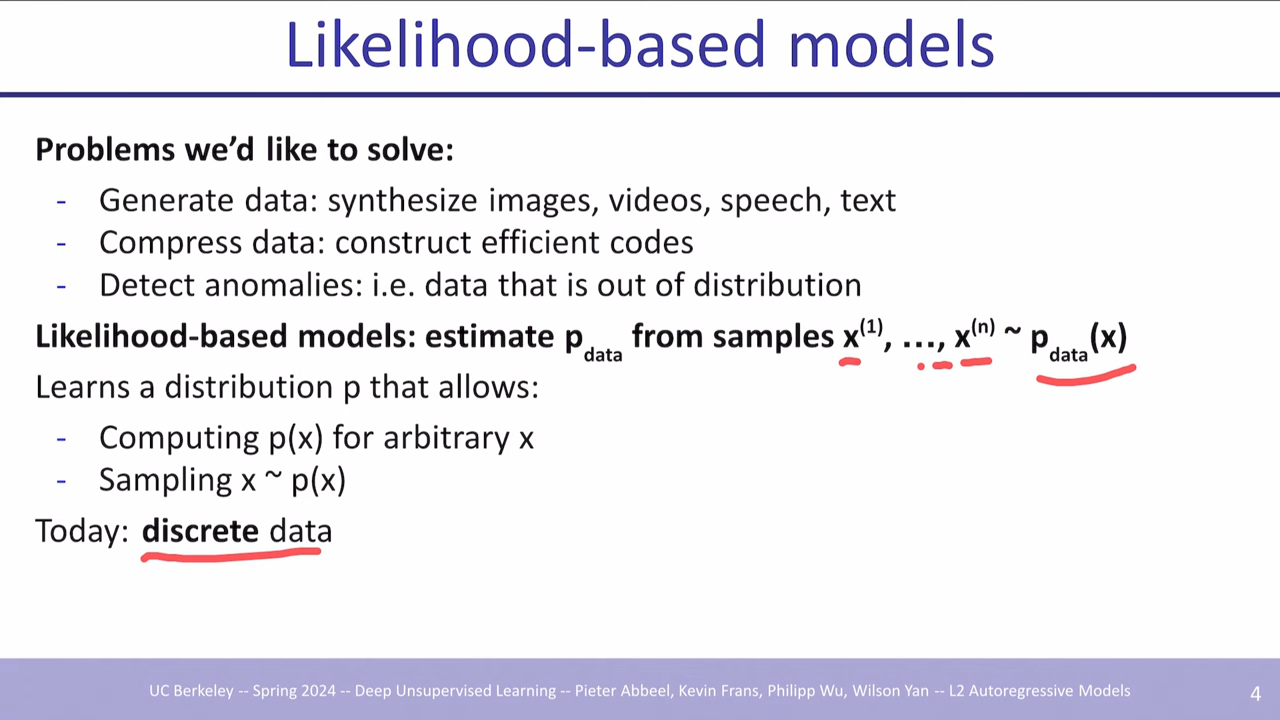 Likelihood-based models
Problems we’d like to solve:
- Generate data: synthesize images, videos, speech, text
- Compress data: construct efficient codes
- Detect anomalies: i.e. data that is out of distribution
Likelihood-based models: estimate p_data from samples x^(1), ..., x^(n) ~ p_data(x)
Learns a distribution p that allows:
- Computing p(x) for arbitrary x
- Sampling x ~ p(x)
Today: discrete data
UC Berkeley -- Spring 2024 -- Deep Unsupervised Learning -- Pieter Abbeel, Kevin Frans, Philipp Wu, Wilson Yan -- L2 Autoregressive Models 4